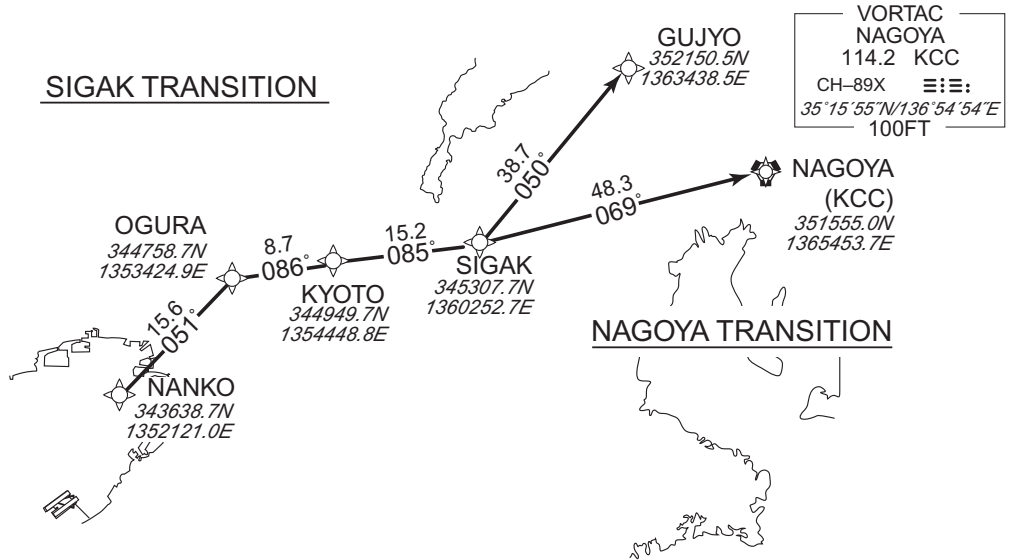 SIGAK TRANSITION
GUJYO
352150.5N
1363438.5E
VORTAC
NAGOYA
114.2 KCC
CH–89X
35°15´55˝N/136°54´54˝E
100FT
38.7
050°
48.3
069°
NAGOYA
(KCC)
351555.0N
1365453.7E
OGURA
344758.7N
1353424.9E
8.7
086°
15.2
085°
SIGAK
345307.7N
1360252.7E
KYOTO
344949.7N
1354448.8E
NAGOYA TRANSITION
15.6
051°
NANKO
343638.7N
1352121.0E